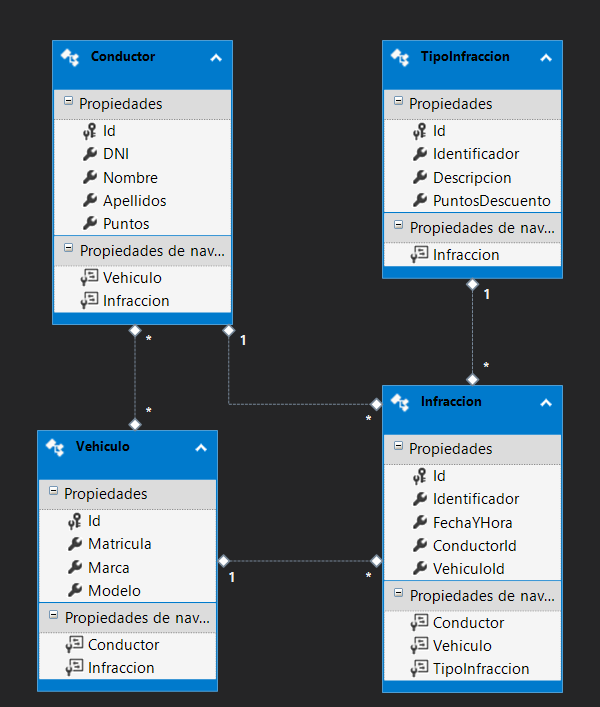 Conductor
Propiedades
Id
DNI
Nombre
Apellidos
Puntos
Propiedades de nav...
Vehiculo
Infraccion
TipoInfraccion
Propiedades
Id
Identificador
Descripcion
PuntosDescuento
Propiedades de nav...
Infraccion
*
1
1
*
*
*
Vehiculo
Propiedades
Id
Matricula
Marca
Modelo
Propiedades de nav...
Conductor
Infraccion
1
*
Infraccion
Propiedades
Id
Identificador
FechaYHora
ConductorId
VehiculoId
Propiedades de nav...
Conductor
Vehiculo
TipoInfraccion